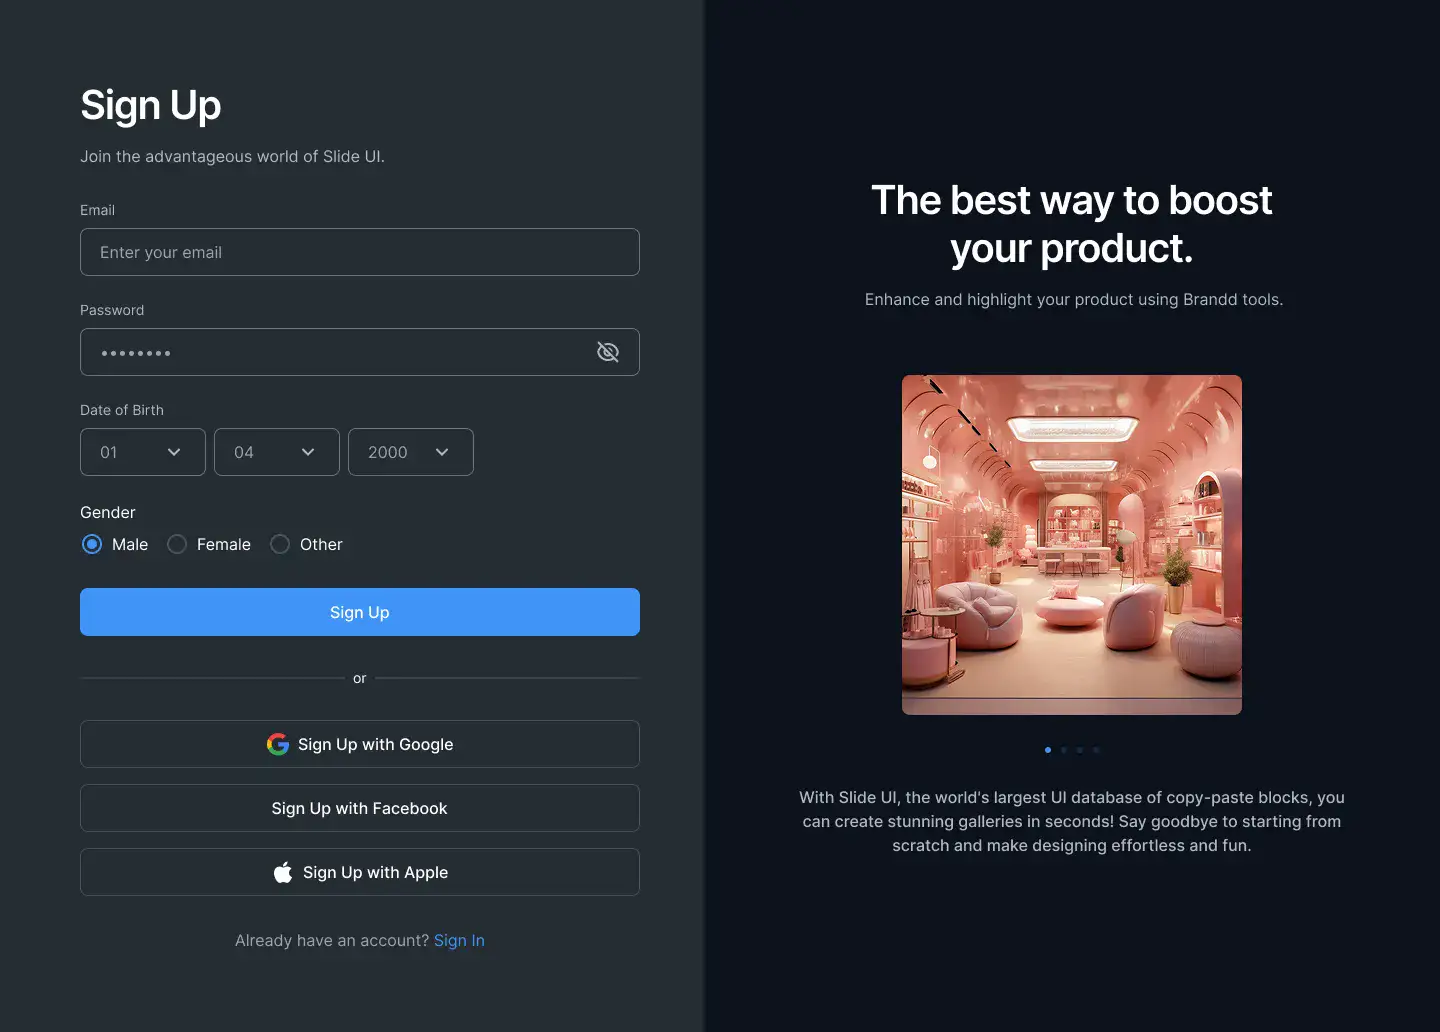 Sign Up
Join the advantageous world of Slide UI.
Email
Enter your email
Password
••••••••
Date of Birth
01
04
2000
Gender
Male
Female
Other
Sign Up
or
Sign Up with Google
Sign Up with Facebook
Sign Up with Apple
Already have an account? Sign In
The best way to boost
your product.
Enhance and highlight your product using Brandd tools.
With Slide UI, the world's largest UI database of copy-paste blocks, you
can create stunning galleries in seconds! Say goodbye to starting from
scratch and make designing effortless and fun.